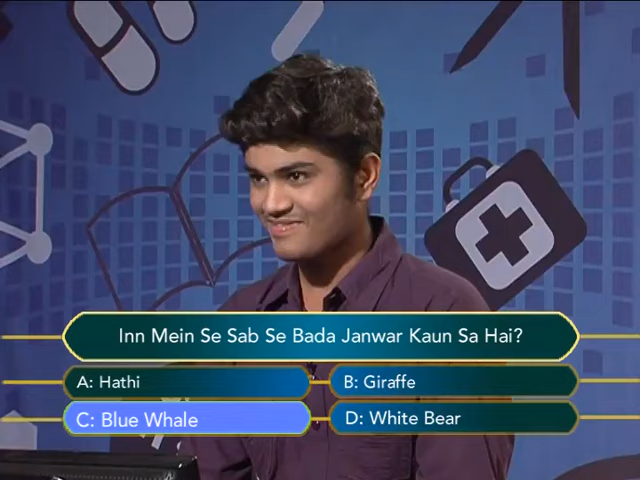 Inn Mein Se Sab Se Bada Janwar Kaun Sa Hai?
A: Hathi
B: Giraffe
C: Blue Whale
D: White Bear